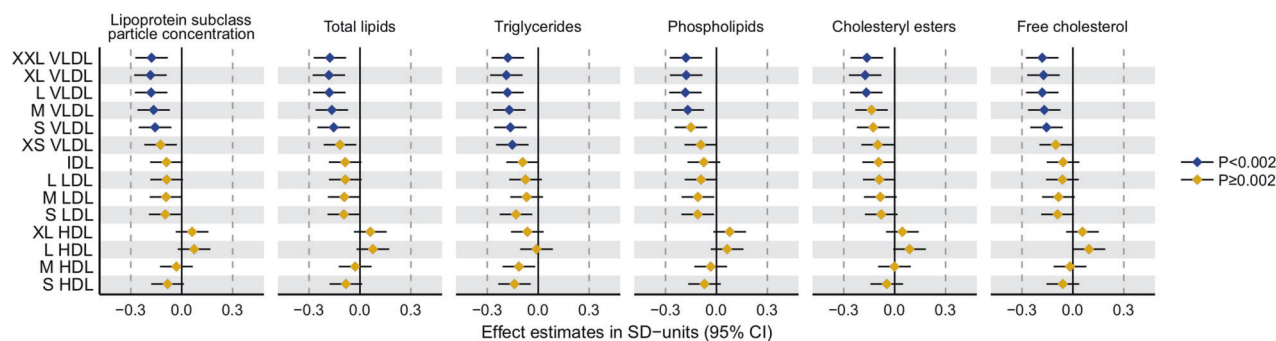 Lipoprotein subclass
particle concentration
Total lipids
Triglycerides
Phospholipids
Cholesteryl esters
Free cholesterol
XXL VLDL
XL VLDL
L VLDL
M VLDL
S VLDL
XS VLDL
IDL
L LDL
M LDL
S LDL
XL HDL
L HDL
M HDL
S HDL
P<0.002
P≥0.002
−0.3 0.0 0.3 −0.3 0.0 0.3 −0.3 0.0 0.3 −0.3 0.0 0.3 −0.3 0.0 0.3 −0.3 0.0 0.3
Effect estimates in SD−units (95% CI)